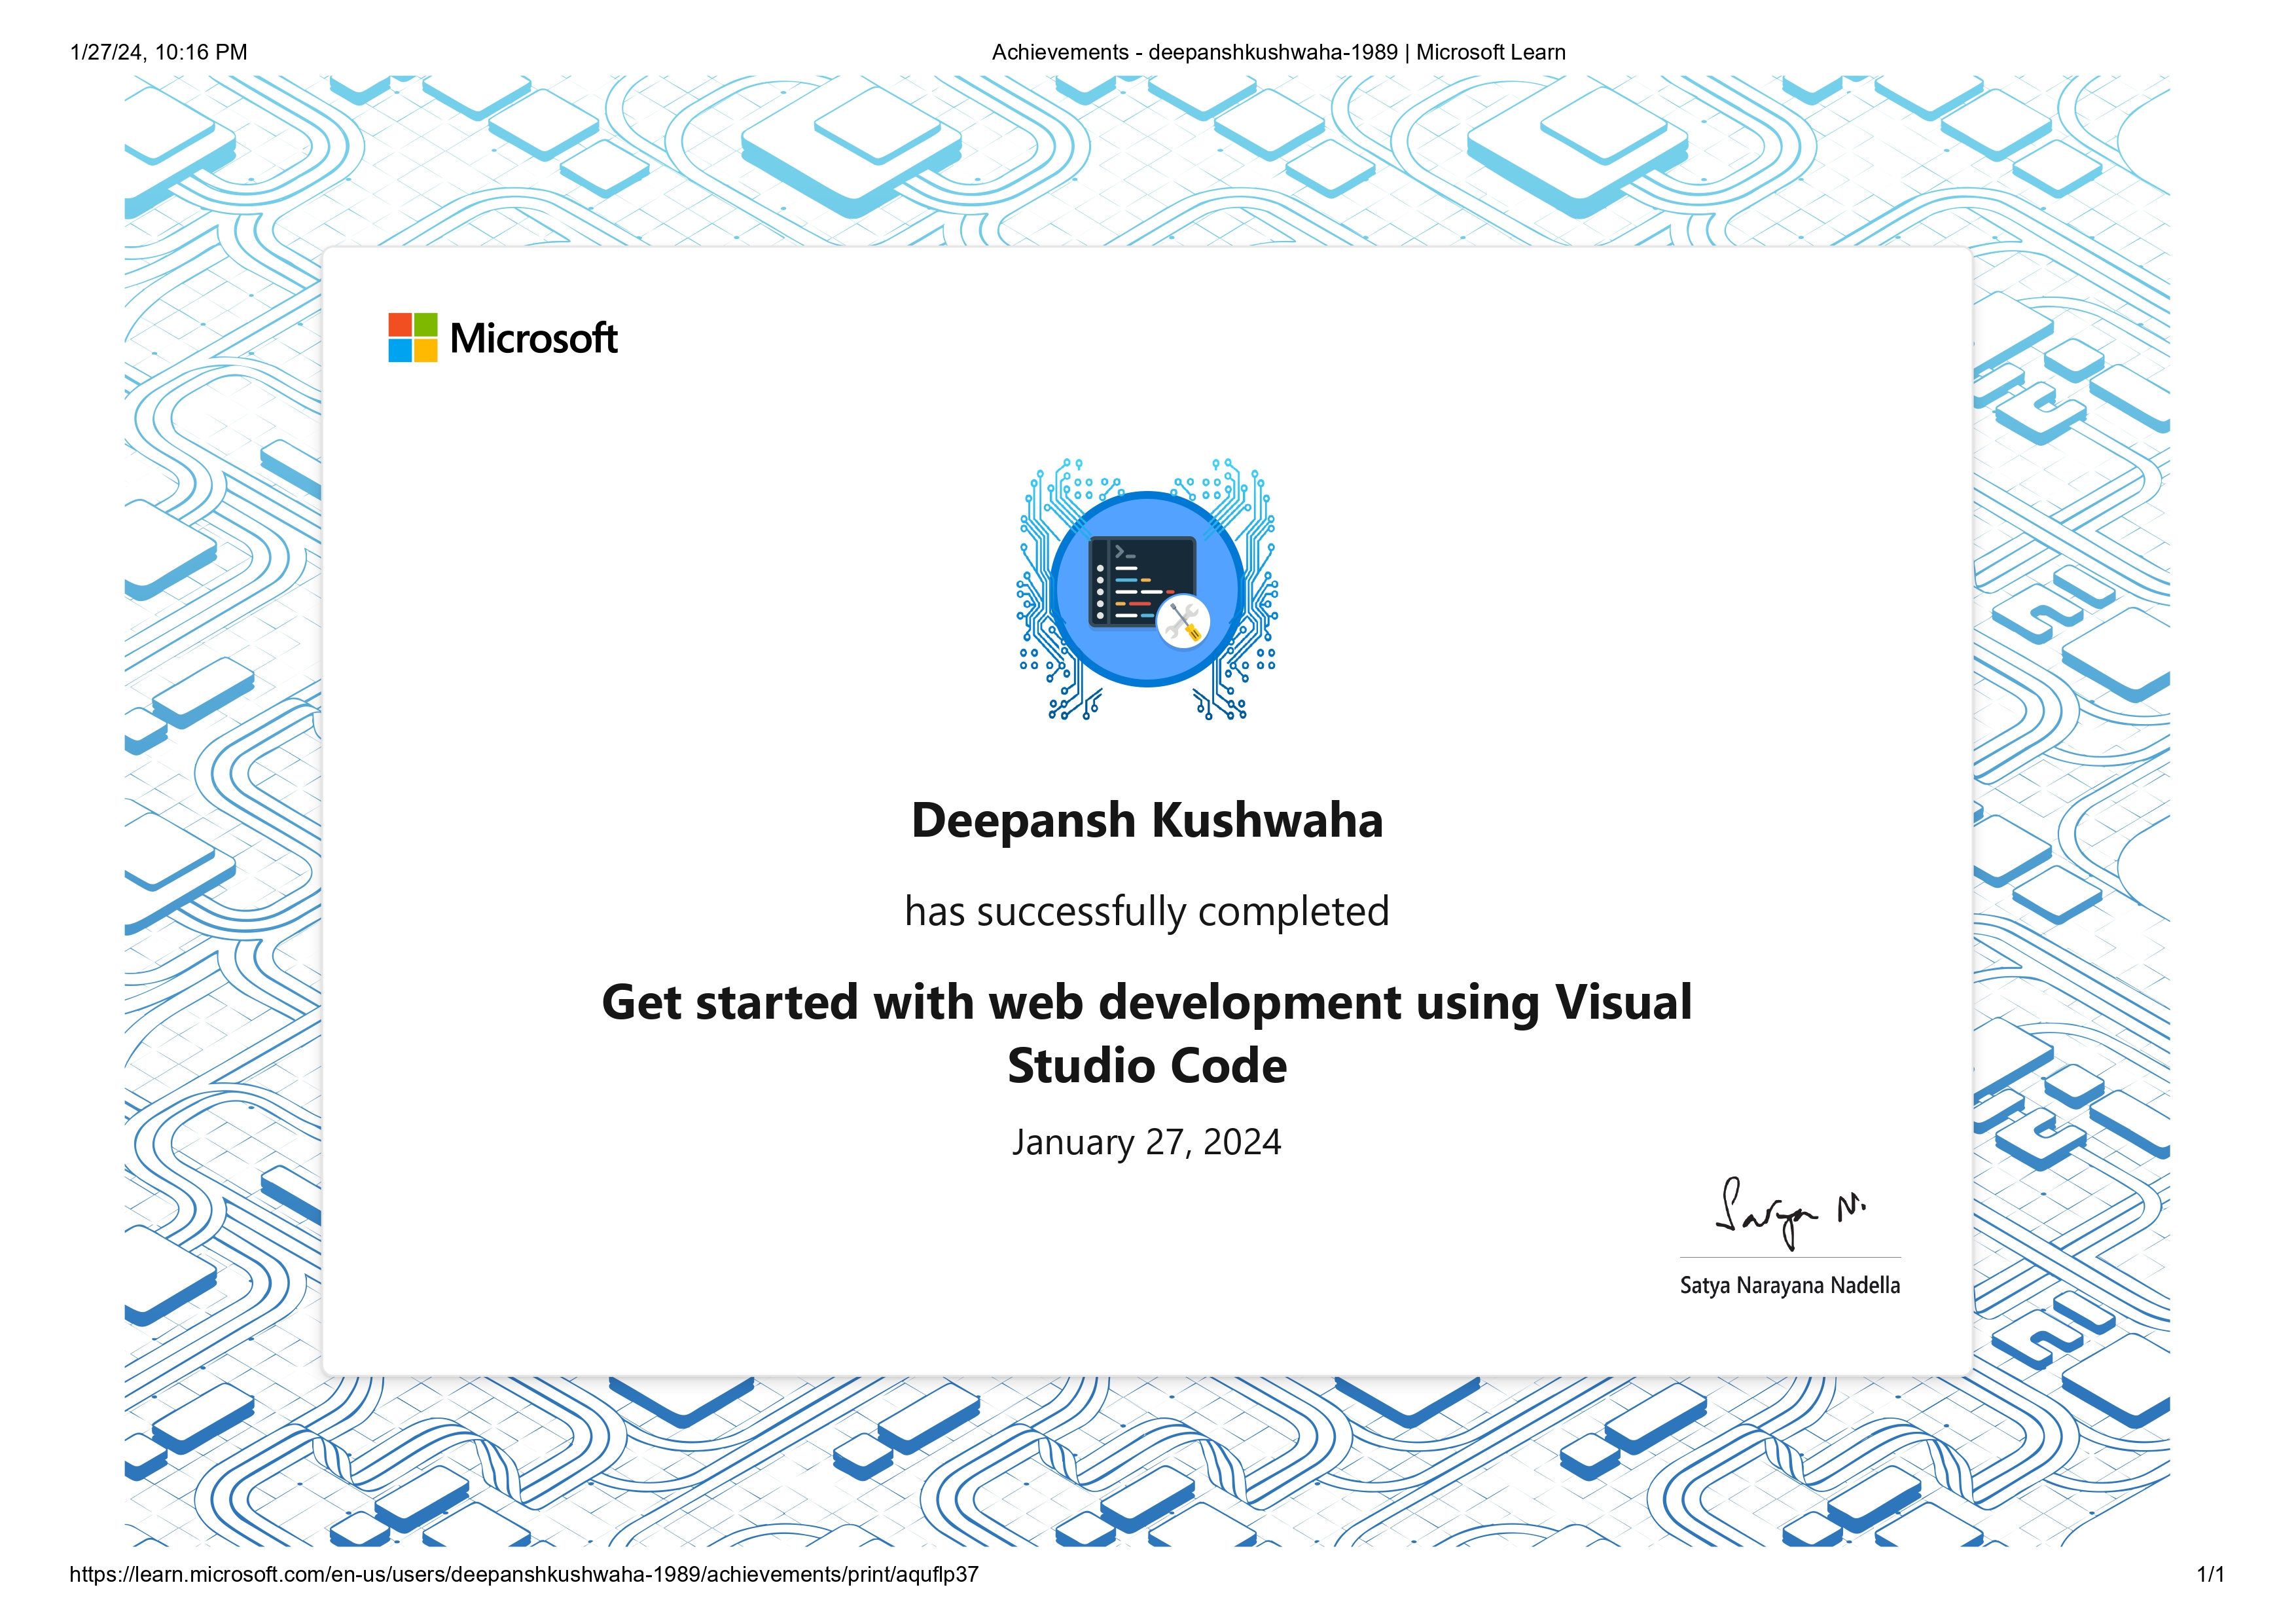 1/27/24, 10:16 PM
Achievements - deepanshkushwaha-1989 | Microsoft Learn
Microsoft
Deepansh Kushwaha
has successfully completed
Get started with web development using Visual
Studio Code
January 27, 2024
Satya N.
Satya Narayana Nadella
https://learn.microsoft.com/en-us/users/deepanshkushwaha-1989/achievements/print/aquflp37
1/1